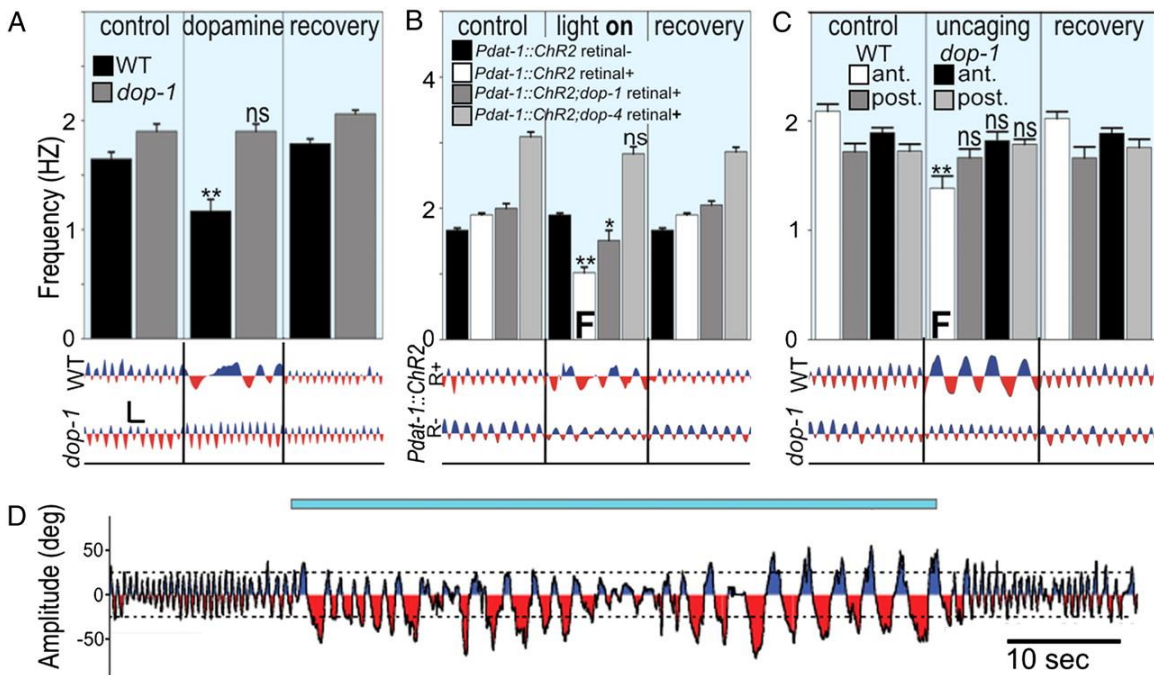 A
control dopamine recovery
WT
dop-1
ns
**
Frequency (HZ)
2
1
0
WT
dop-1
L
B
control light on recovery
Pdat-1::ChR2 retinal-
Pdat-1::ChR2 retinal+
Pdat-1::ChR2;dop-1 retinal+
Pdat-1::ChR2;dop-4 retinal+
4
2
0
ns
*
**
F
Pdat-1::ChR2
R+
R-
C
control uncaging recovery
WT dop-1
ant. ant.
post. post.
2
1
0
** ns ns ns
F
WT
dop-1
D
Amplitude (deg)
50
0
-50
10 sec